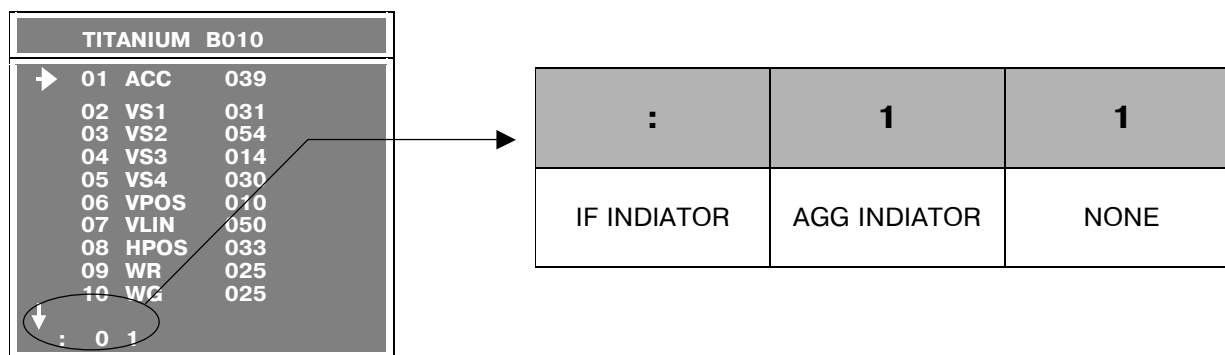 TITANIUM B010
01 ACC 039
02 VS1 031
03 VS2 054
04 VS3 014
05 VS4 030
06 VPOS 010
07 VLIN 050
08 HPOS 033
09 WR 025
10 WG 025
: 0 1
: 1 1
IF INDIATOR AGG INDIATOR NONE